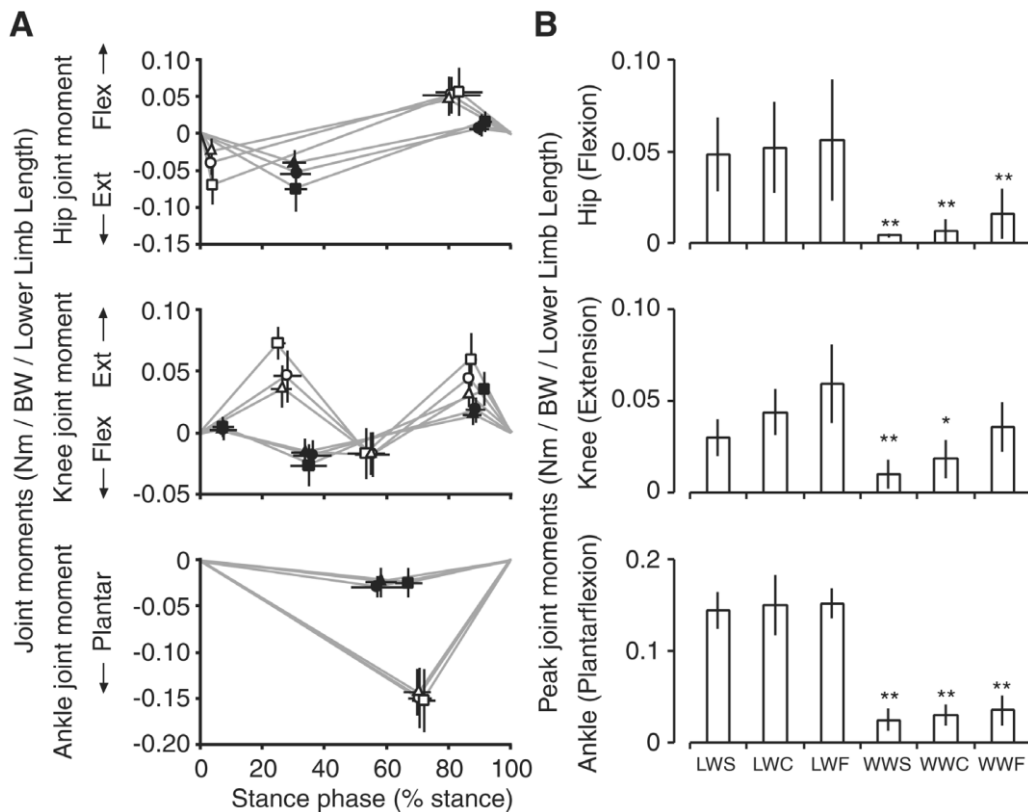 A
B
Joint moments (Nm / BW / Lower Limb Length)
Hip joint moment
← Ext Flex →
0.10
0.05
0
-0.05
-0.10
-0.15
Knee joint moment
← Flex Ext →
0.10
0.05
0
-0.05
Ankle joint moment
← Plantar
0
-0.05
-0.10
-0.15
-0.20
0 20 40 60 80 100
Stance phase (% stance)
Peak joint moments (Nm / BW / Lower Limb Length)
Hip (Flexion)
0.10
0.05
0
** ** **
Knee (Extension)
0.10
0.05
0
** *
Ankle (Plantarflexion)
0.2
0.1
0
** ** **
LWS LWC LWF WWS WWC WWF